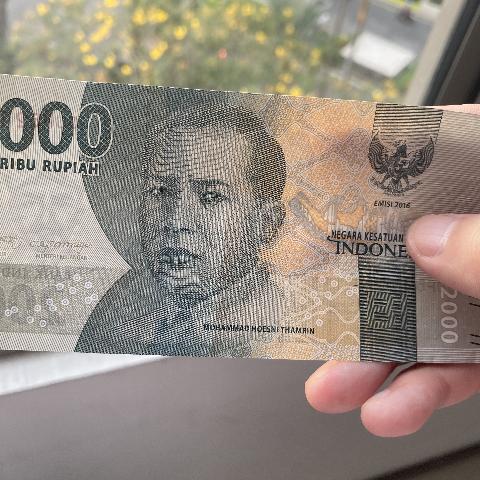 000
RIBU RUPIAH
EMISI 2016
NEGARA KESATUAN
INDONE
MOHAMMAD HOESNI THAMRIN
2000